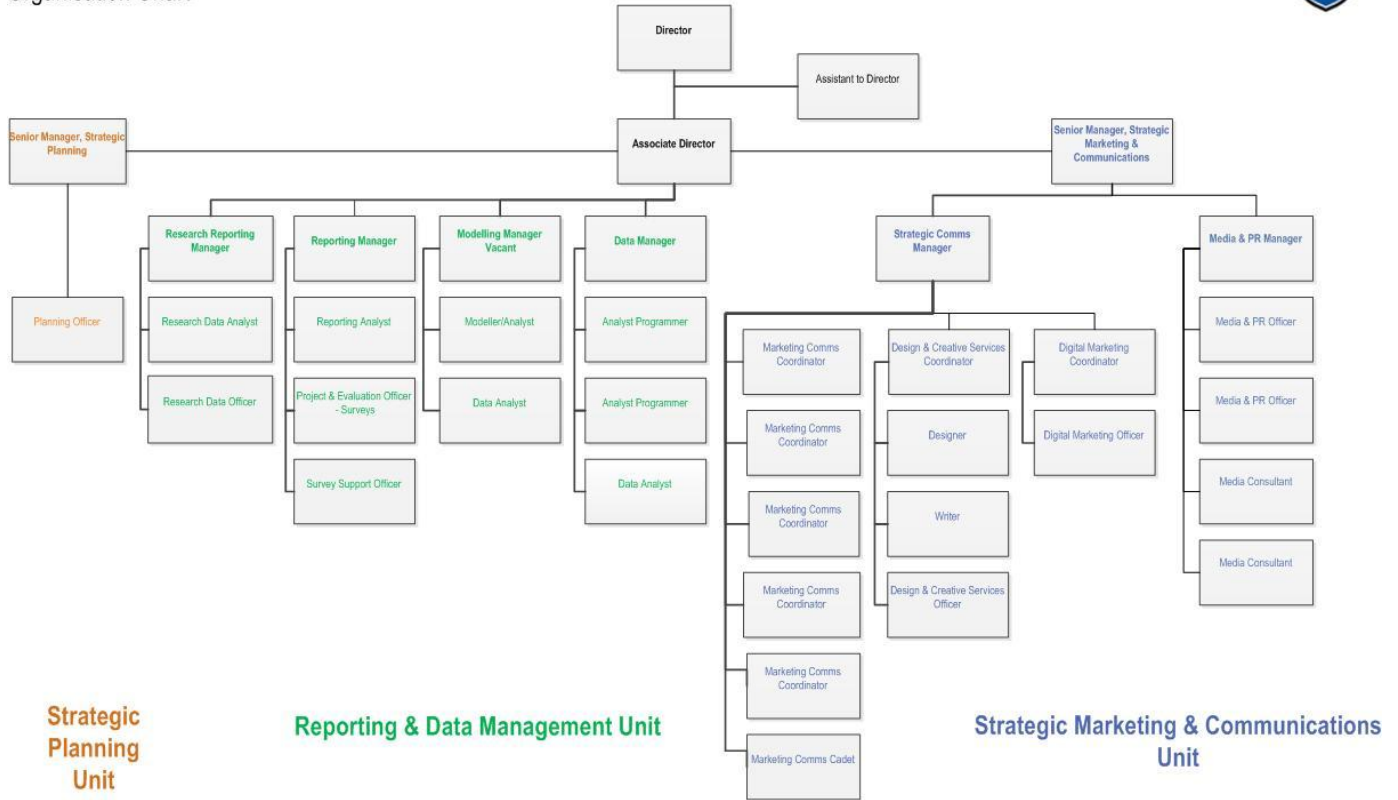 Director
Assistant to Director
Senior Manager, Strategic
Planning
Associate Director
Senior Manager, Strategic
Marketing &
Communications
Research Reporting
Manager
Reporting Manager
Modelling Manager
Vacant
Data Manager
Strategic Comms
Manager
Media & PR Manager
Planning Officer
Research Data Analyst
Reporting Analyst
Modeller/Analyst
Analyst Programmer
Media & PR Officer
Marketing Comms
Coordinator
Design & Creative Services
Coordinator
Digital Marketing
Coordinator
Research Data Officer
Project & Evaluation Officer
- Surveys
Data Analyst
Analyst Programmer
Media & PR Officer
Marketing Comms
Coordinator
Designer
Digital Marketing Officer
Survey Support Officer
Data Analyst
Media Consultant
Marketing Comms
Coordinator
Writer
Media Consultant
Marketing Comms
Coordinator
Design & Creative Services
Officer
Marketing Comms
Coordinator
Marketing Comms Cadet
Strategic
Planning
Unit
Reporting & Data Management Unit
Strategic Marketing & Communications
Unit